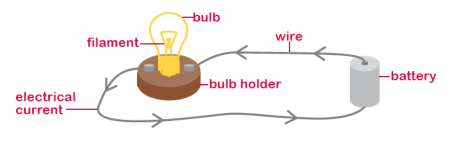 bulb
filament
wire
battery
bulb holder
electrical
current